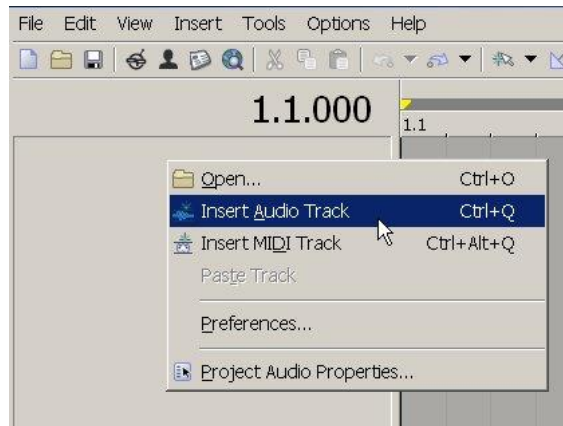 File Edit View Insert Tools Options Help
1.1.000
1.1
Open... Ctrl+O
Insert Audio Track Ctrl+Q
Insert MIDI Track Ctrl+Alt+Q
Paste Track
Preferences...
Project Audio Properties...